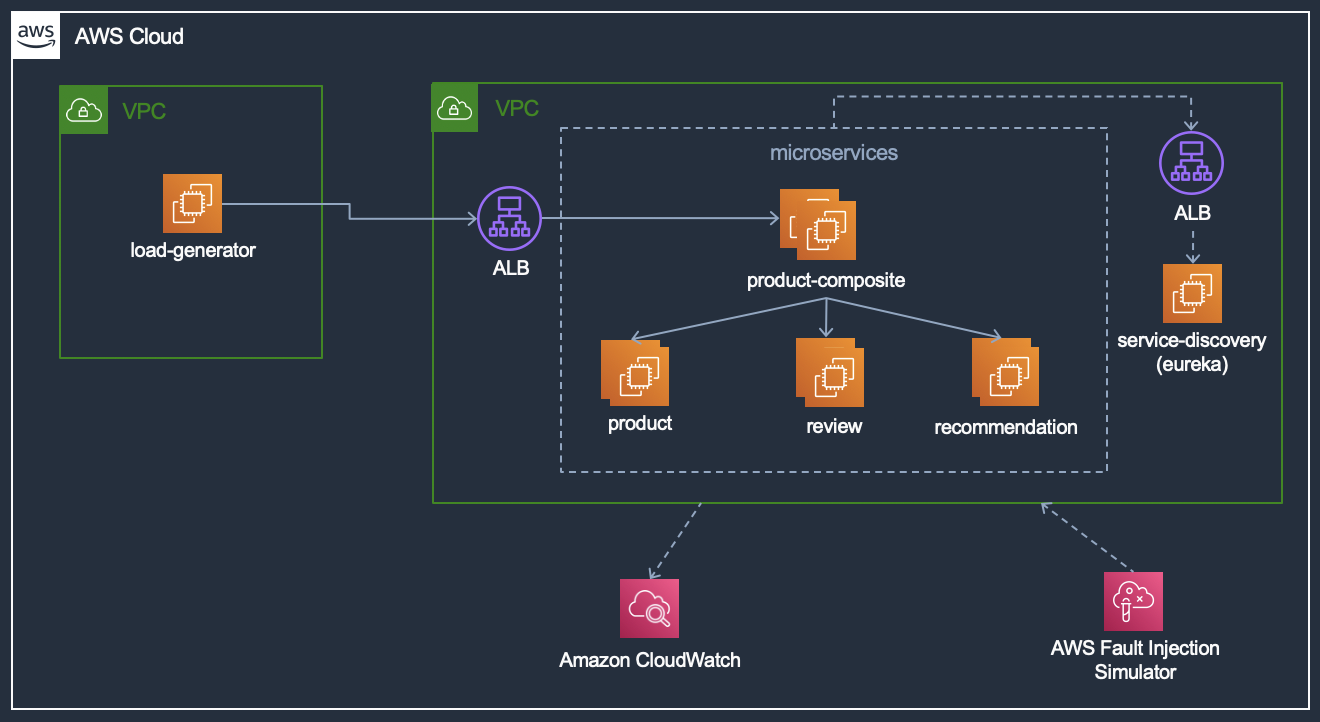 aws
AWS Cloud
VPC
load-generator
VPC
microservices
ALB
product-composite
product
review
recommendation
ALB
service-discovery
(eureka)
Amazon CloudWatch
AWS Fault Injection
Simulator